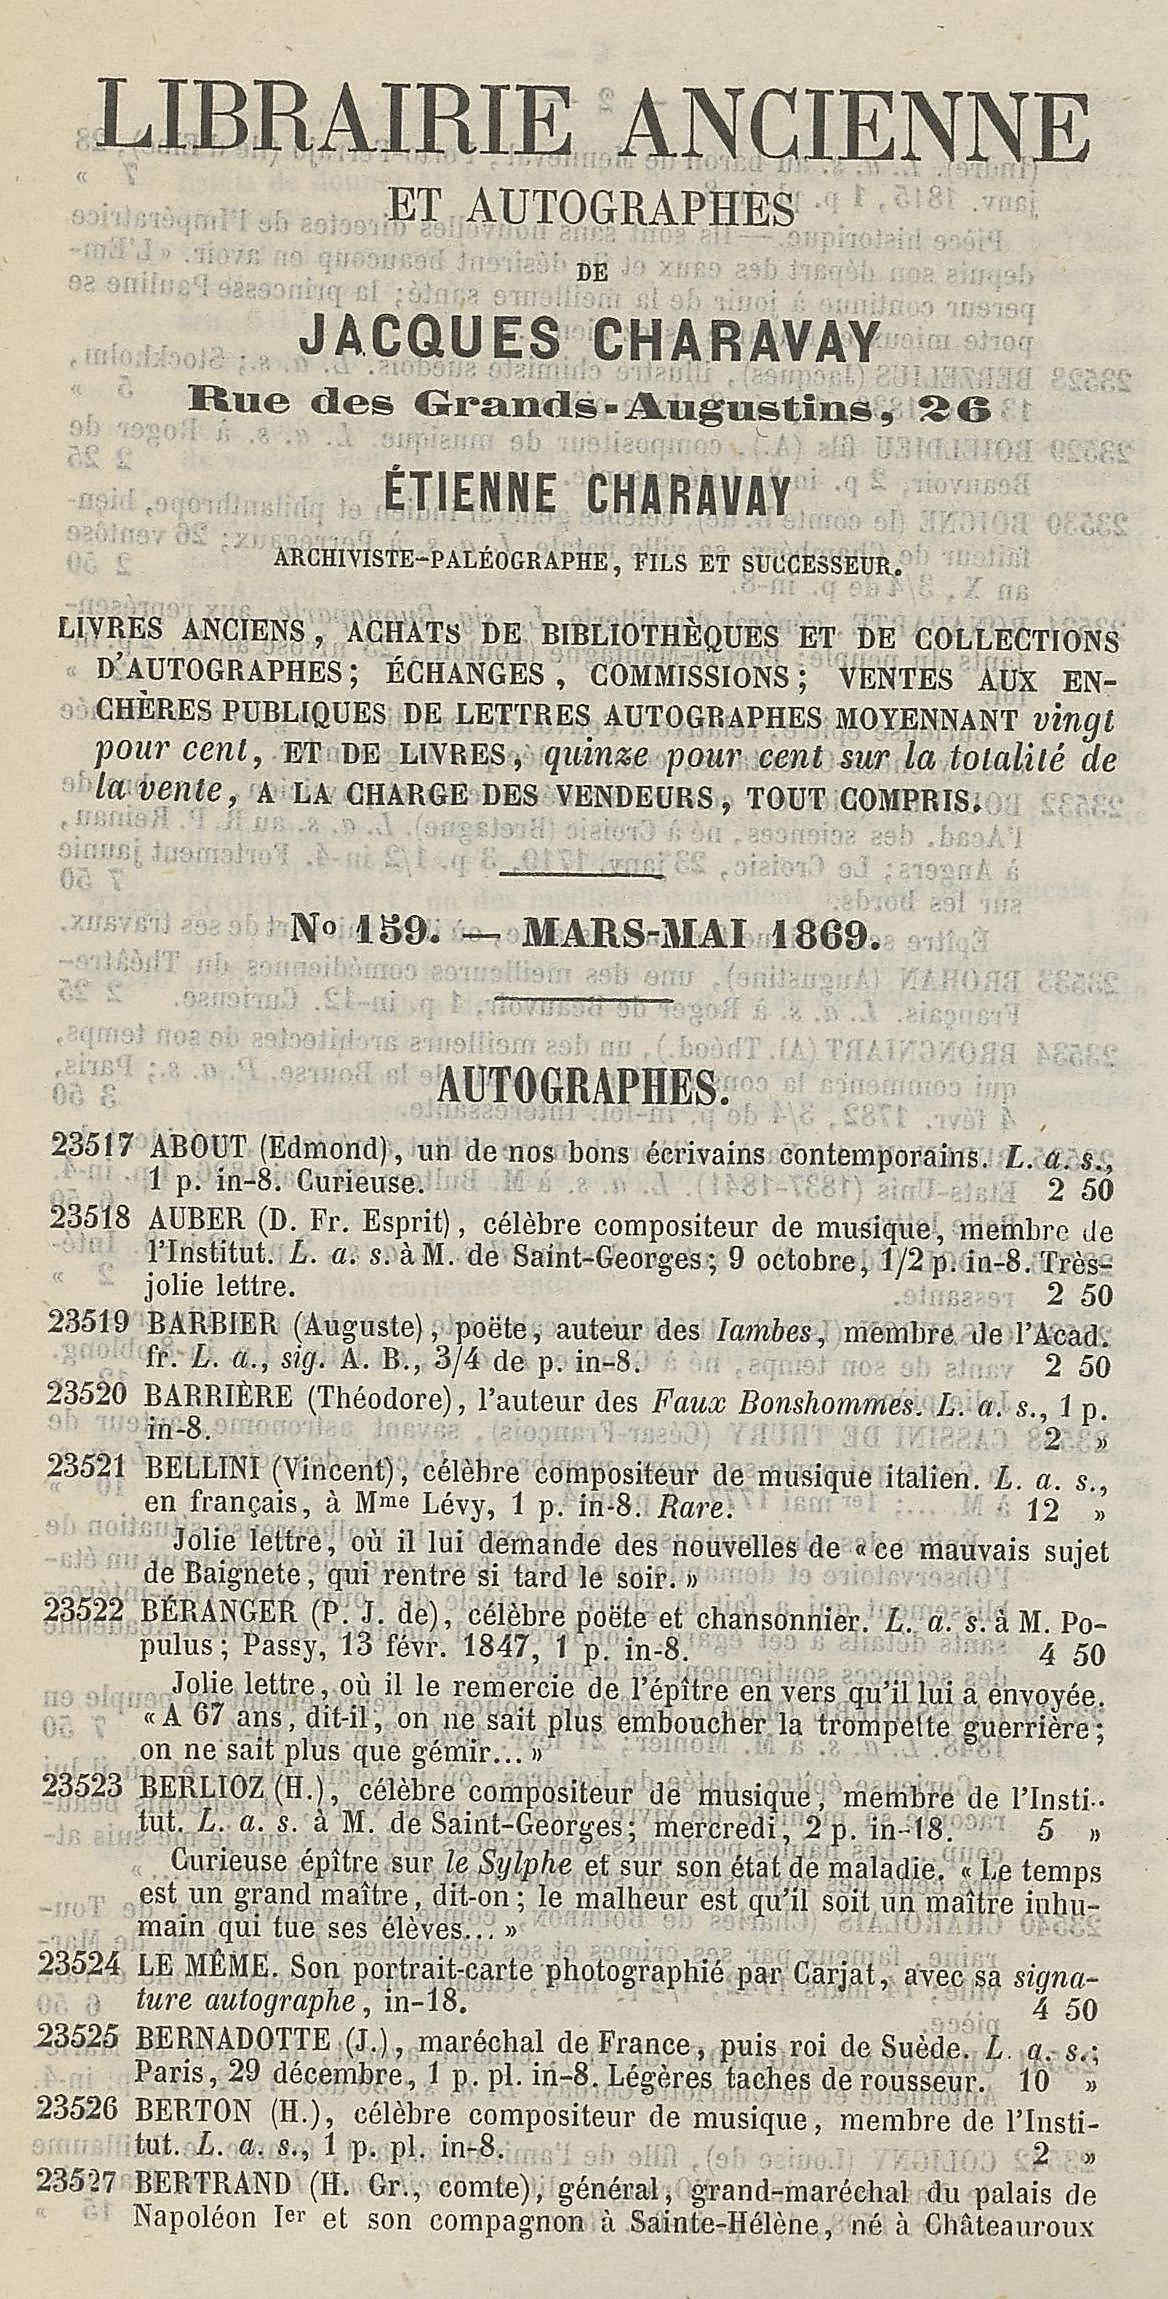 LIBRAIRIE ANCIENNE
ET AUTOGRAPHES
DE
JACQUES CHARAVAY
Rue des Grands-Augustins, 26
ÉTIENNE CHARAVAY
ARCHIVISTE-PALÉOGRAPHE, FILS ET SUCCESSEUR.
LIVRES ANCIENS, ACHATS DE BIBLIOTHÈQUES ET DE COLLECTIONS
D'AUTOGRAPHES; ÉCHANGES, COMMISSIONS; VENTES AUX EN-
CHÈRES PUBLIQUES DE LETTRES AUTOGRAPHES MOYENNANT vingt
pour cent, ET DE LIVRES, quinze pour cent sur la totalité de
la vente, A LA CHARGE DES VENDEURS, TOUT COMPRIS.
No 159. — MARS-MAI 1869.
AUTOGRAPHES.
23517 ABOUT (Edmond), un de nos bons écrivains contemporains. L. a. s.,
1 p. in-8. Curieuse. 2 50
23518 AUBER (D. Fr. Esprit), célèbre compositeur de musique, membre de
l'Institut. L. a. s. à M. de Saint-Georges; 9 octobre, 1/2 p. in-8. Très-
jolie lettre. 2 50
23519 BARBIER (Auguste), poëte, auteur des Iambes, membre de l'Acad.
fr. L. a., sig. A. B., 3/4 de p. in-8. 2 50
23520 BARRIÈRE (Théodore), l'auteur des Faux Bonshommes. L. a. s., 1 p.
in-8. 2 »
23521 BELLINI (Vincent), célèbre compositeur de musique italien. L. a. s.,
en français, à Mme Lévy, 1 p. in-8. Rare. 12 »
Jolie lettre, où il lui demande des nouvelles de « ce mauvais sujet
de Baignete, qui rentre si tard le soir. »
23522 BÉRANGER (P. J. de), célèbre poëte et chansonnier. L. a. s. à M. Po-
pulus; Passy, 13 févr. 1847, 1 p. in-8. 4 50
Jolie lettre, où il le remercie de l'épître en vers qu'il lui a envoyée.
« A 67 ans, dit-il, on ne sait plus emboucher la trompette guerrière;
on ne sait plus que gémir... »
23523 BERLIOZ (H.), célèbre compositeur de musique, membre de l'Insti-
tut. L. a. s. à M. de Saint-Georges; mercredi, 2 p. in-18. 5 »
Curieuse épître sur le Sylphe et sur son état de maladie. « Le temps
est un grand maître, dit-on; le malheur est qu'il soit un maître inhu-
main qui tue ses élèves... »
23524 LE MÊME. Son portrait-carte photographié par Carjat, avec sa signa-
ture autographe, in-18. 4 50
23525 BERNADOTTE (J.), maréchal de France, puis roi de Suède. L. a. s.;
Paris, 29 décembre, 1 p. pl. in-8. Légères taches de rousseur. 10 »
23526 BERTON (H.), célèbre compositeur de musique, membre de l'Insti-
tut. L. a. s., 1 p. pl. in-8. 2 »
23527 BERTRAND (H. Gr., comte), général, grand-maréchal du palais de
Napoléon Ier et son compagnon à Sainte-Hélène, né à Châteauroux